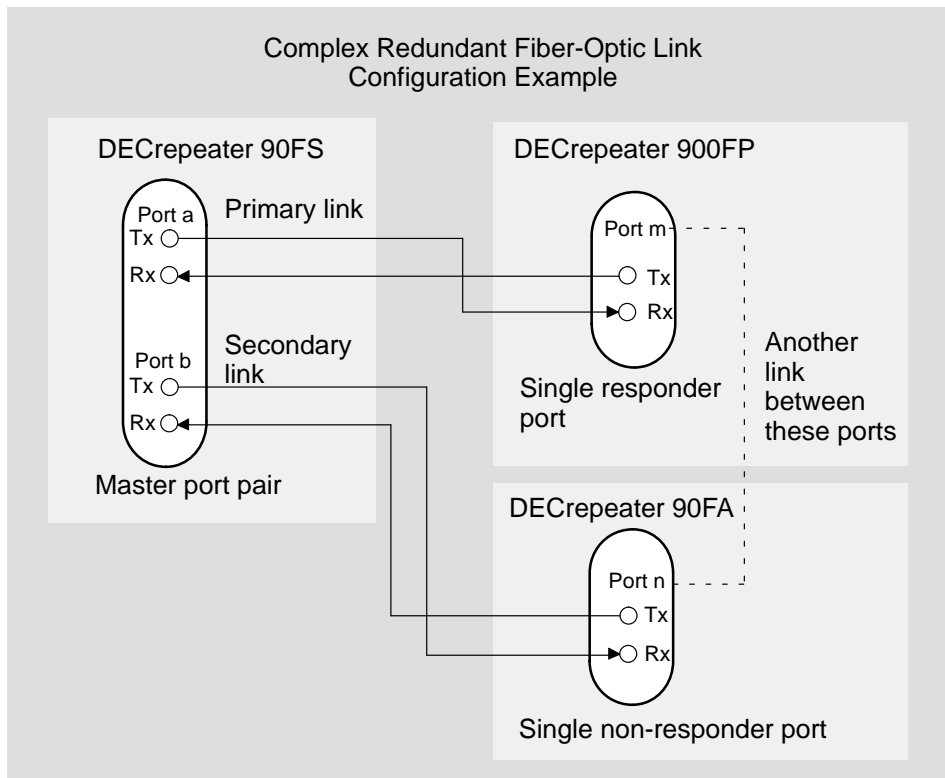 Complex Redundant Fiber-Optic Link
Configuration Example
DECrepeater 90FS
Port a
Tx
Rx
Primary link
Port b
Tx
Rx
Secondary
link
Master port pair
DECrepeater 900FP
Port m
Tx
Rx
Single responder
port
Another
link
between
these ports
DECrepeater 90FA
Port n
Tx
Rx
Single non-responder port